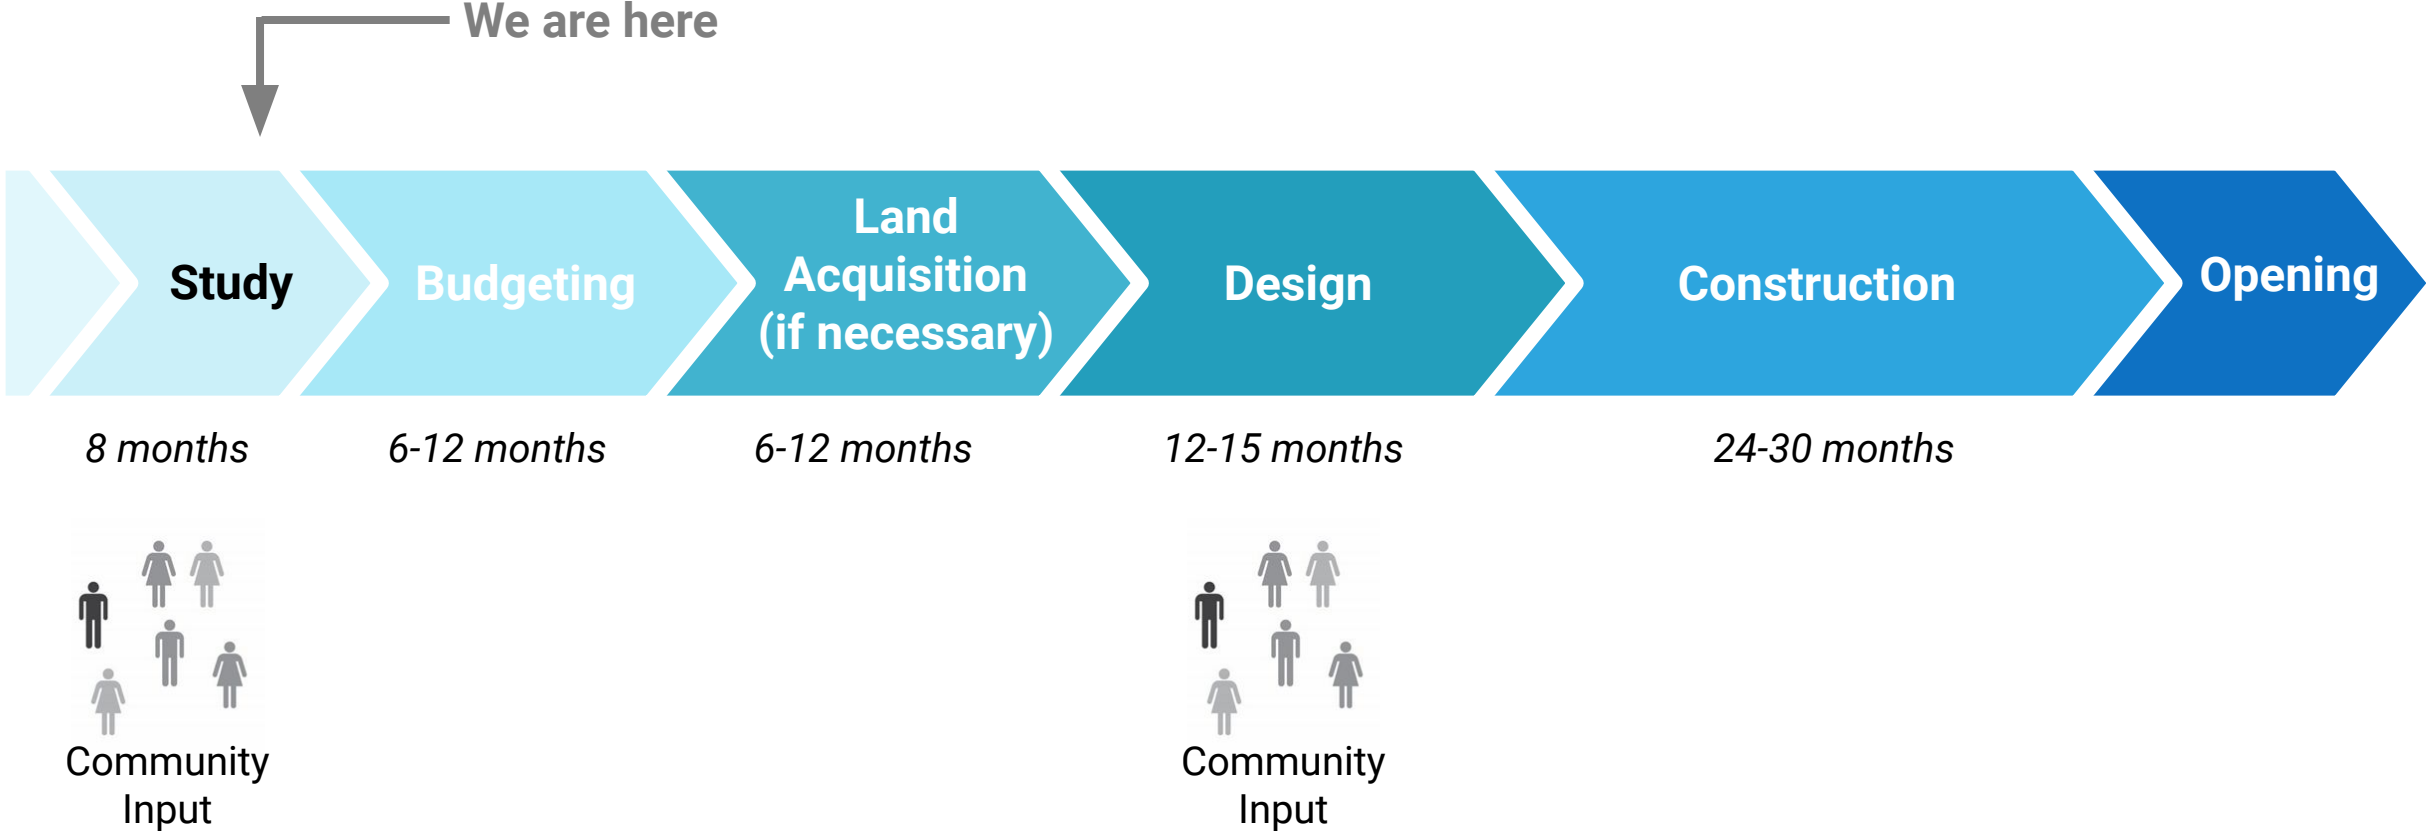 We are here
Study
Budgeting
Land
Acquisition
(if necessary)
Design
Construction
Opening
8 months
6-12 months
6-12 months
12-15 months
24-30 months
Community
Input
Community
Input